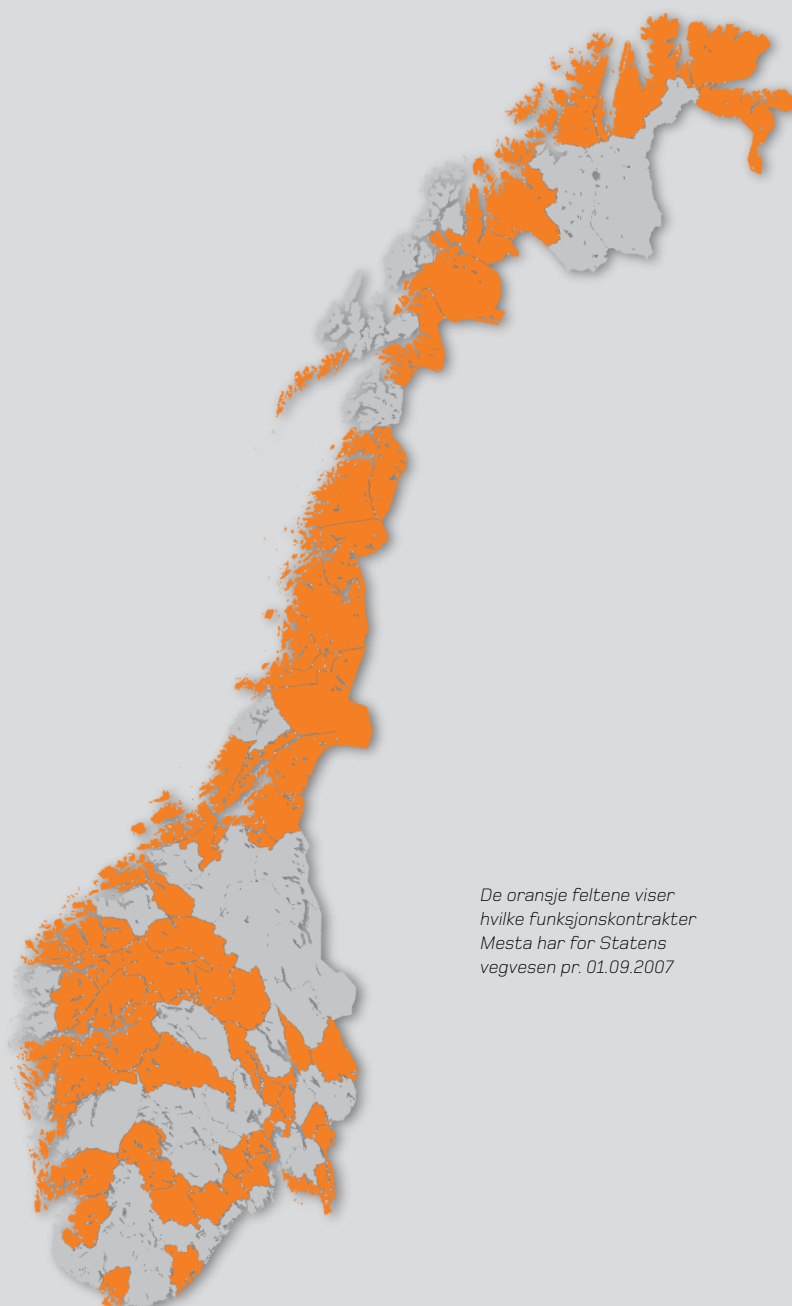 De oransje feltene viser
hvilke funksjonskontrakter
Mesta har for Statens
vegvesen pr. 01.09.2007